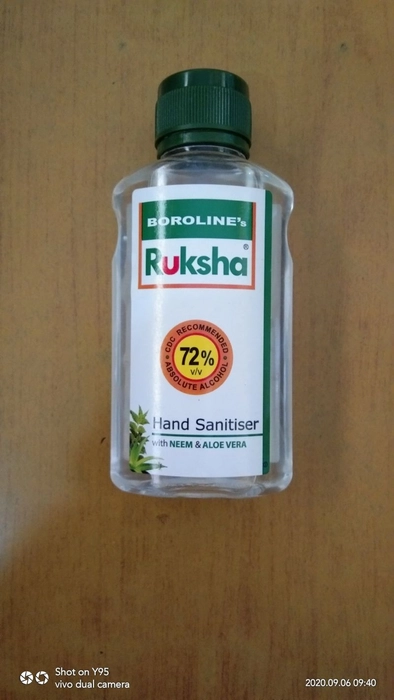 BOROLINE's
Ruksha®
CDC RECOMMENDED
72%
v/v
ABSOLUTE ALCOHOL
Hand Sanitiser
with NEEM & ALOE VERA
Shot on Y95
vivo dual camera
2020.09.06 09:40